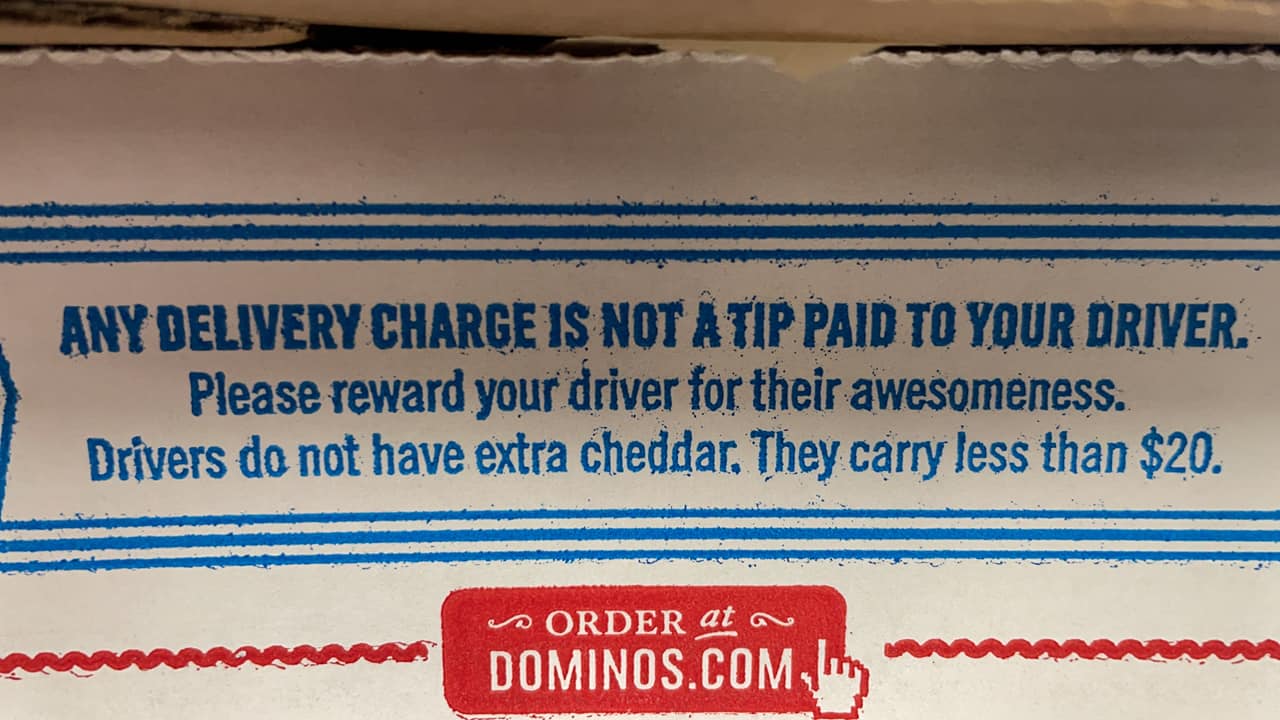 ANY DELIVERY CHARGE IS NOT A TIP PAID TO YOUR DRIVER.
Please reward your driver for their awesomeness.
Drivers do not have extra cheddar. They carry less than $20.
ORDER at
DOMINOS.COM